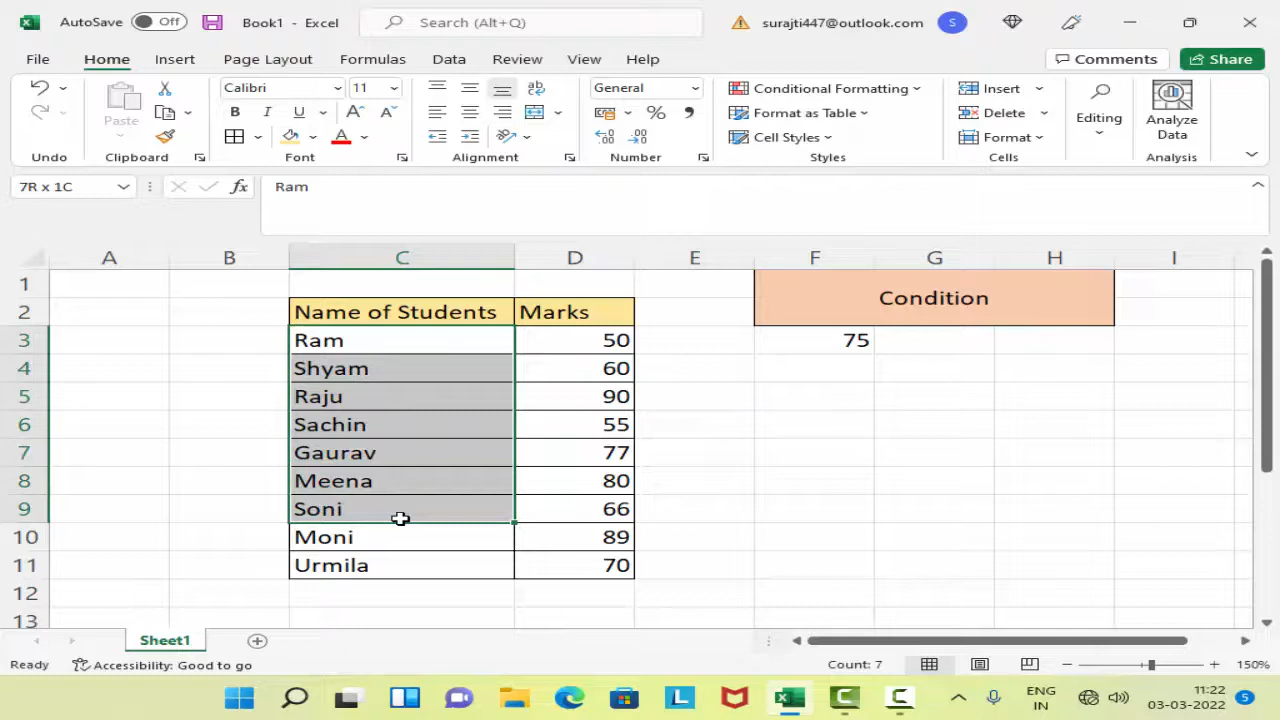 AutoSave Off Book1 - Excel Search (Alt+Q) surajti447@outlook.com S
File Home Insert Page Layout Formulas Data Review View Help Comments Share
Calibri 11 General Conditional Formatting Insert
Paste B I U A A % 9 Format as Table Delete Editing Analyze Data
A Cell Styles Format
Undo Clipboard Font Alignment Number Styles Cells Analysis
7R x 1C fx Ram
A B C D E F G H I
1 Condition
2 Name of Students Marks
3 Ram 50 75
4 Shyam 60
5 Raju 90
6 Sachin 55
7 Gaurav 77
8 Meena 80
9 Soni 66
10 Moni 89
11 Urmila 70
12
13
Sheet1
Ready Accessibility: Good to go Count: 7 150%
ENG 11:22
IN 03-03-2022 5